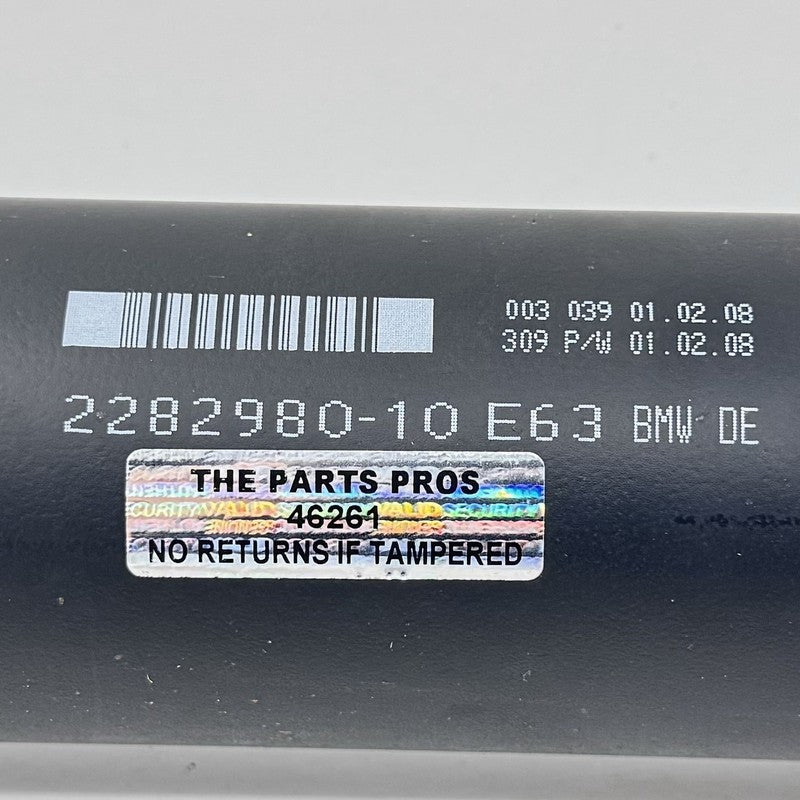 003 039 01.02.08
309 P/W 01.02.08
2282980-10 E63 BMW DE
THE PARTS PROS
46261
NO RETURNS IF TAMPERED